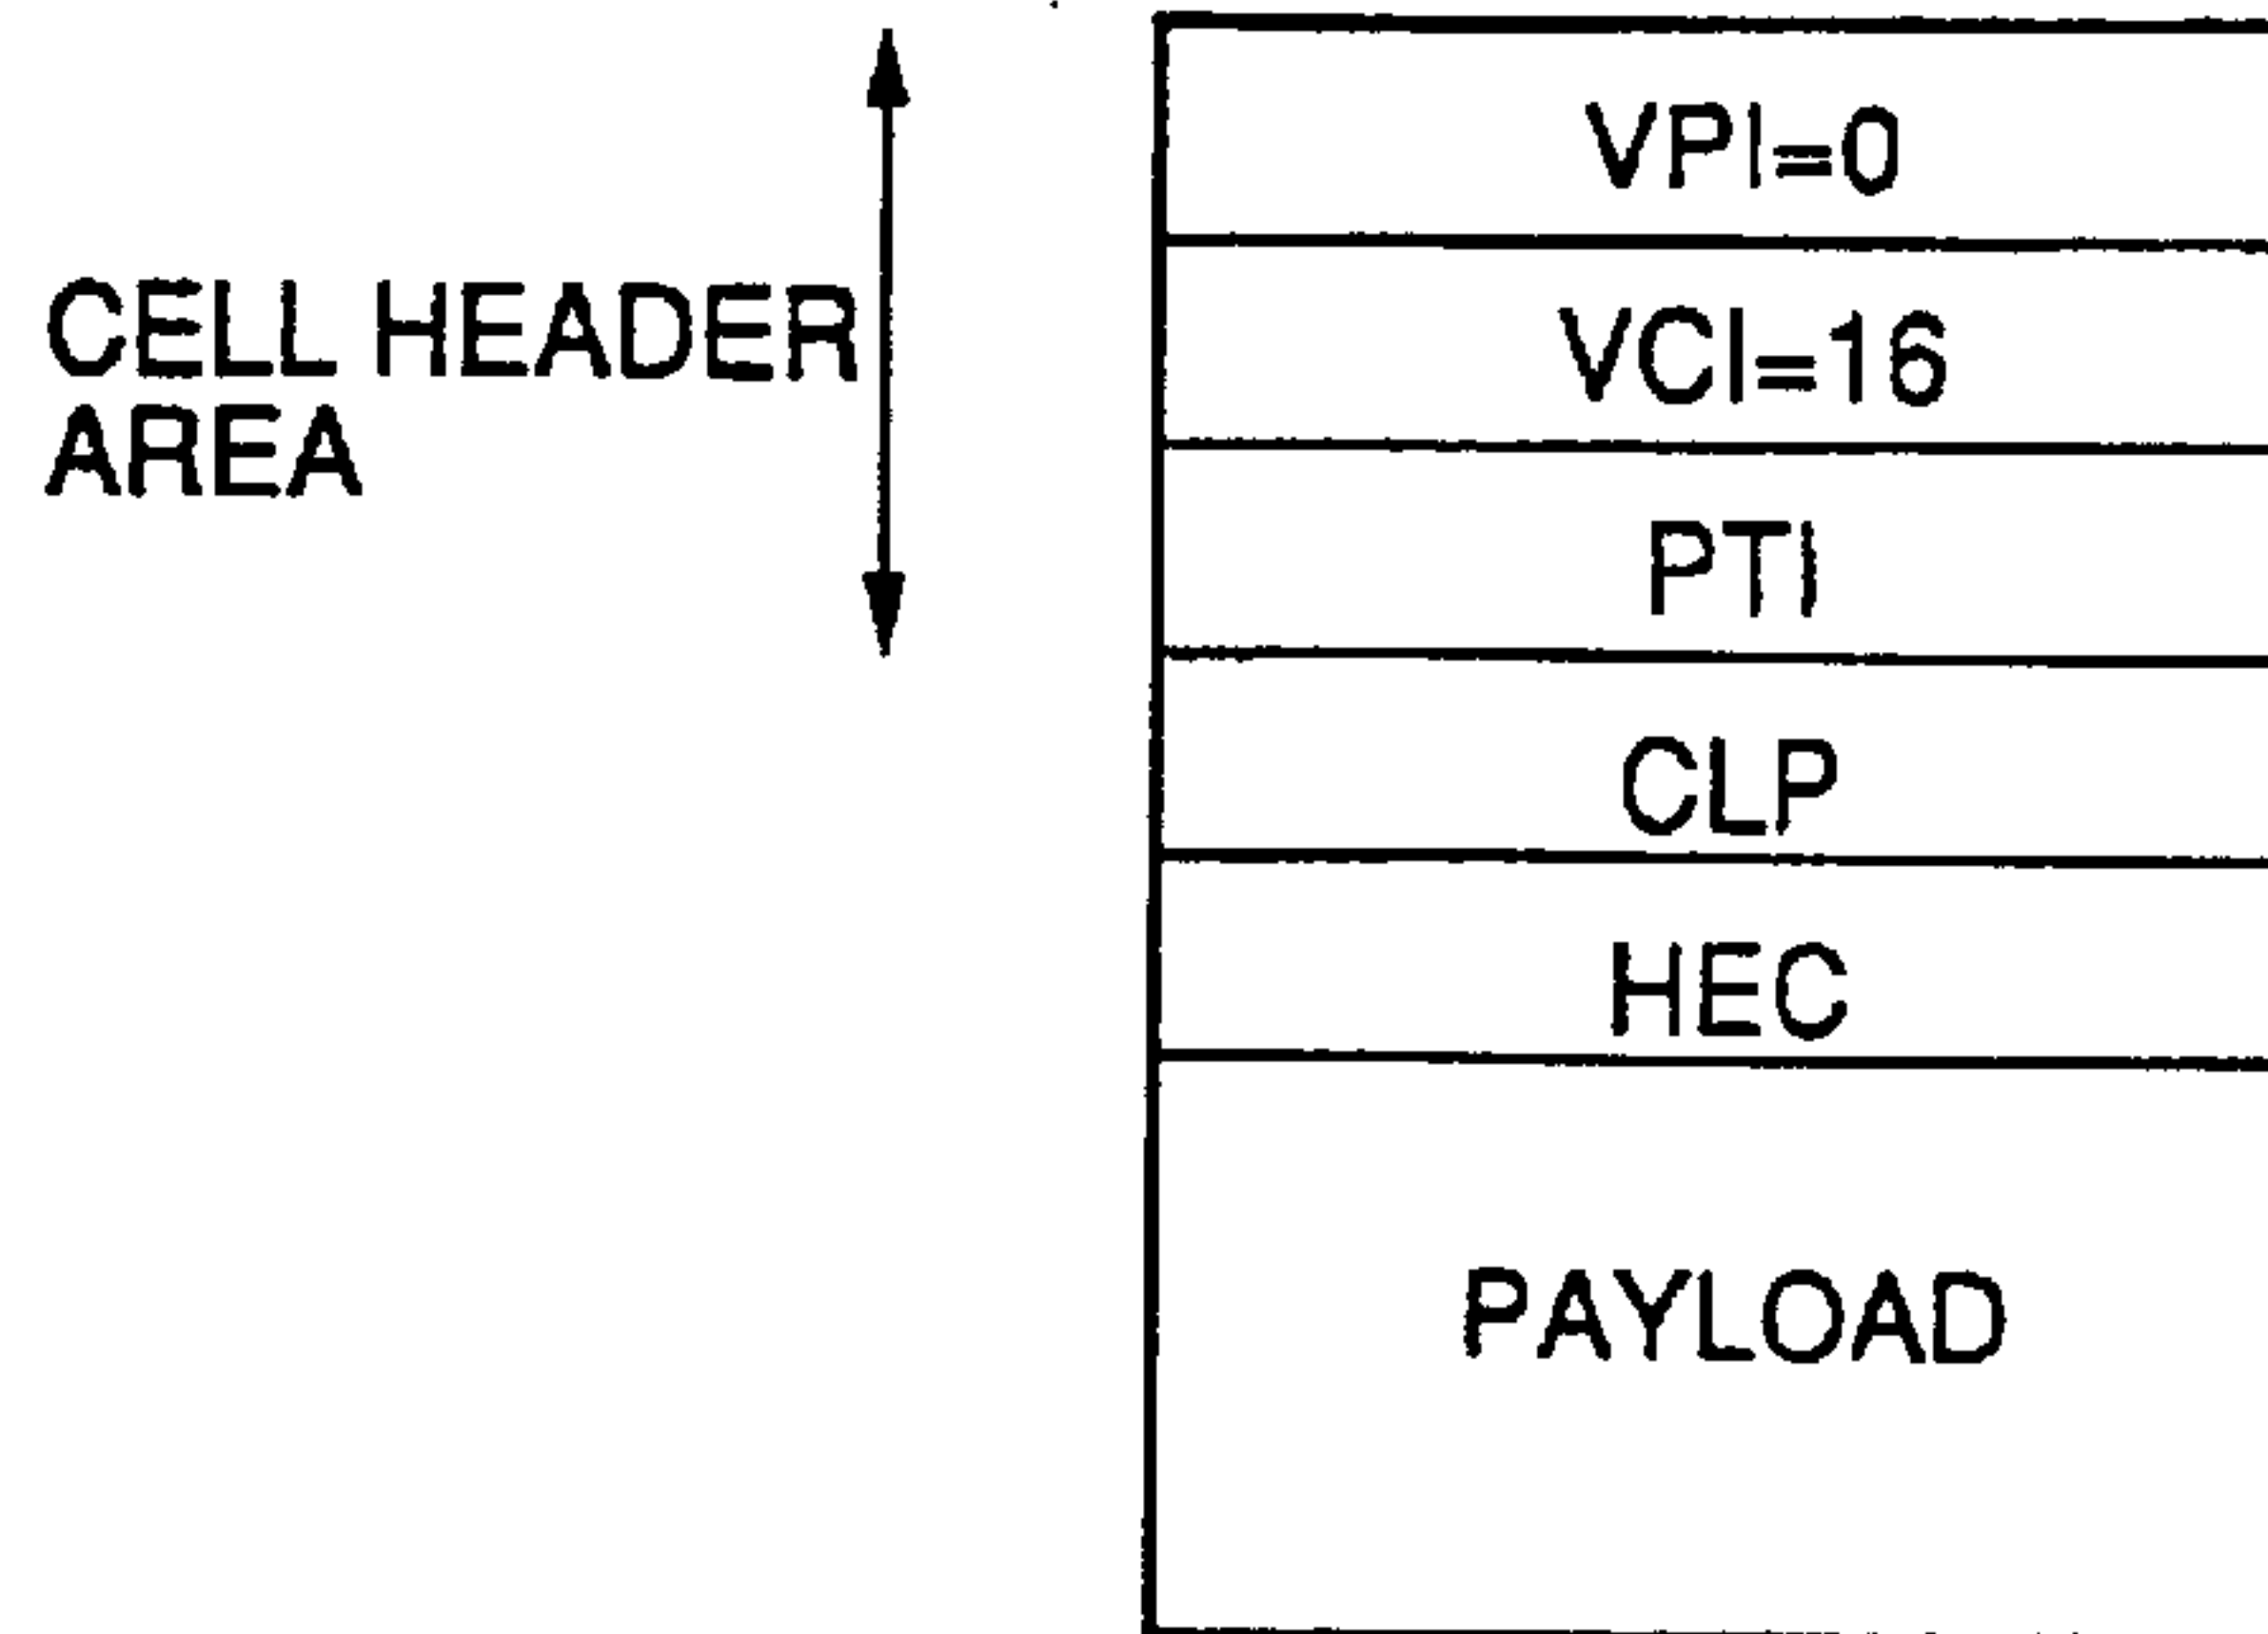 CELL HEADER
AREA
VPI=0
VCI=16
PTI
CLP
HEC
PAYLOAD